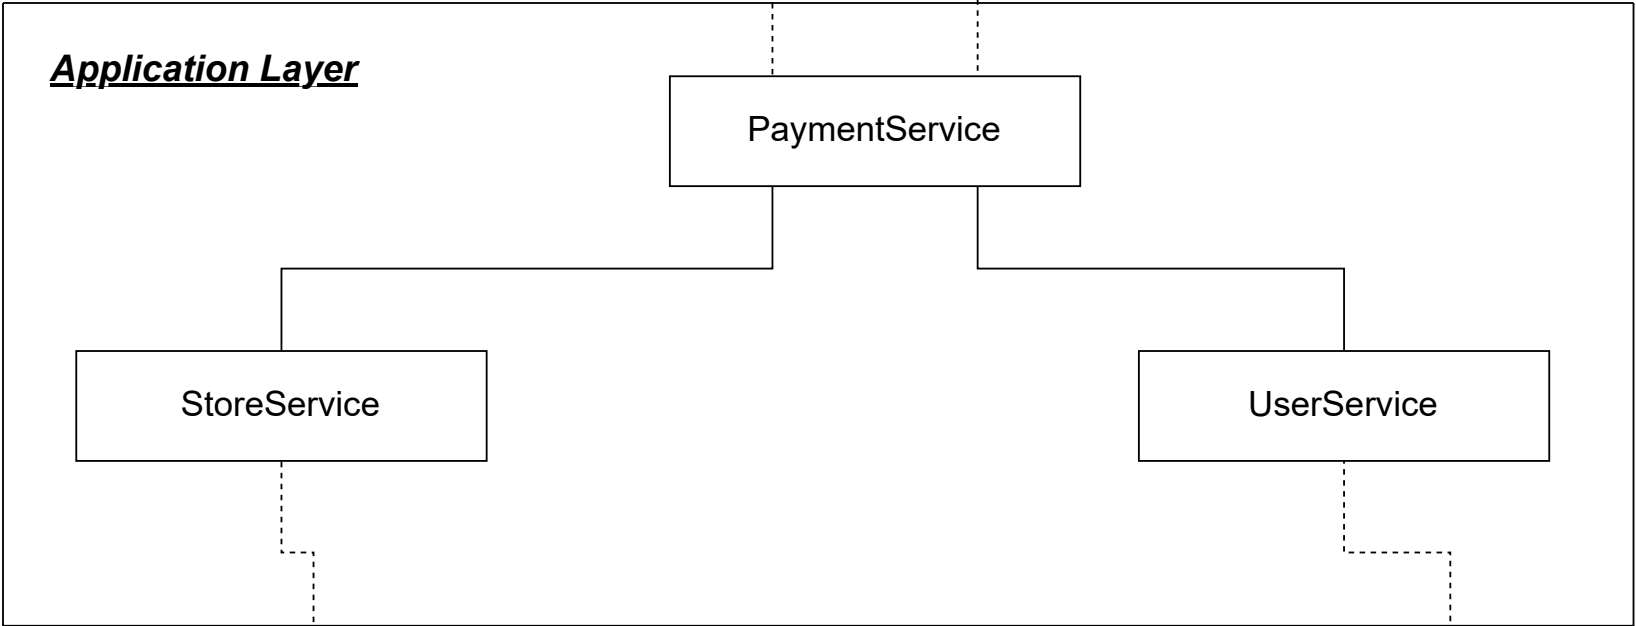 Application Layer
PaymentService
StoreService
UserService